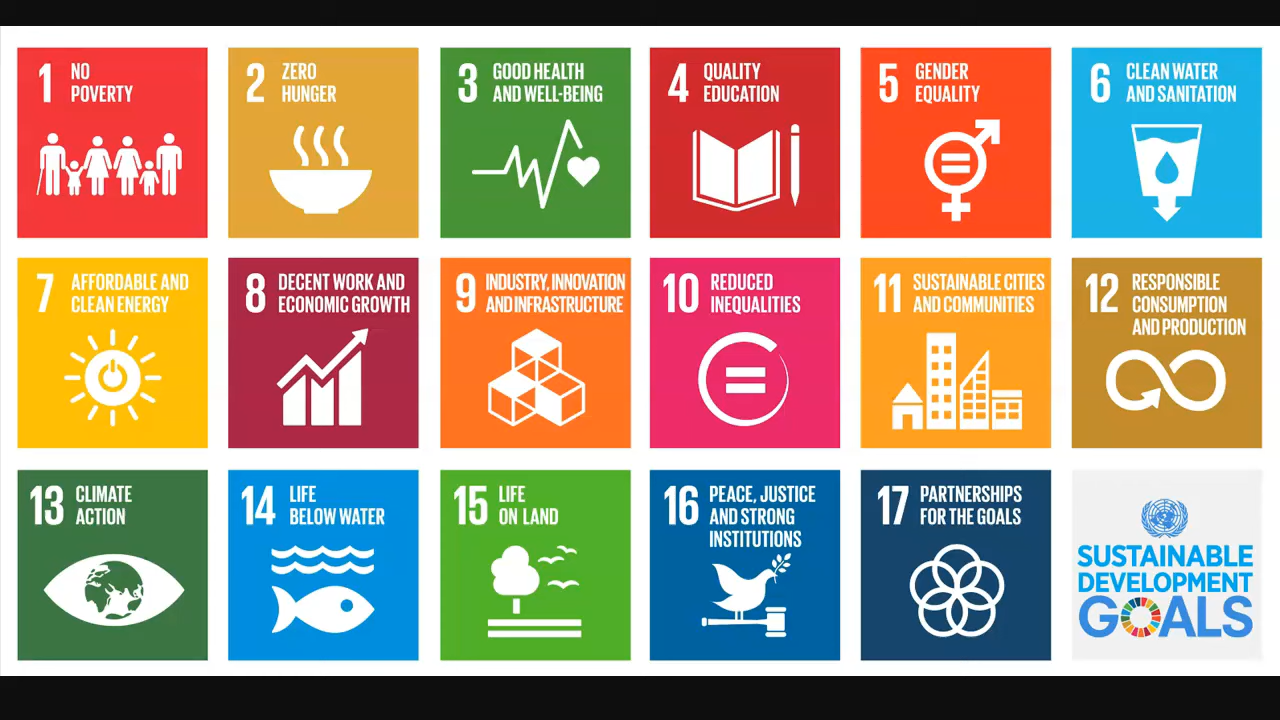 1 NO
POVERTY
2 ZERO
HUNGER
3 GOOD HEALTH
AND WELL-BEING
4 QUALITY
EDUCATION
5 GENDER
EQUALITY
6 CLEAN WATER
AND SANITATION
7 AFFORDABLE AND
CLEAN ENERGY
8 DECENT WORK AND
ECONOMIC GROWTH
9 INDUSTRY, INNOVATION
AND INFRASTRUCTURE
10 REDUCED
INEQUALITIES
11 SUSTAINABLE CITIES
AND COMMUNITIES
12 RESPONSIBLE
CONSUMPTION
AND PRODUCTION
13 CLIMATE
ACTION
14 LIFE
BELOW WATER
15 LIFE
ON LAND
16 PEACE, JUSTICE
AND STRONG
INSTITUTIONS
17 PARTNERSHIPS
FOR THE GOALS
SUSTAINABLE
DEVELOPMENT
GOALS